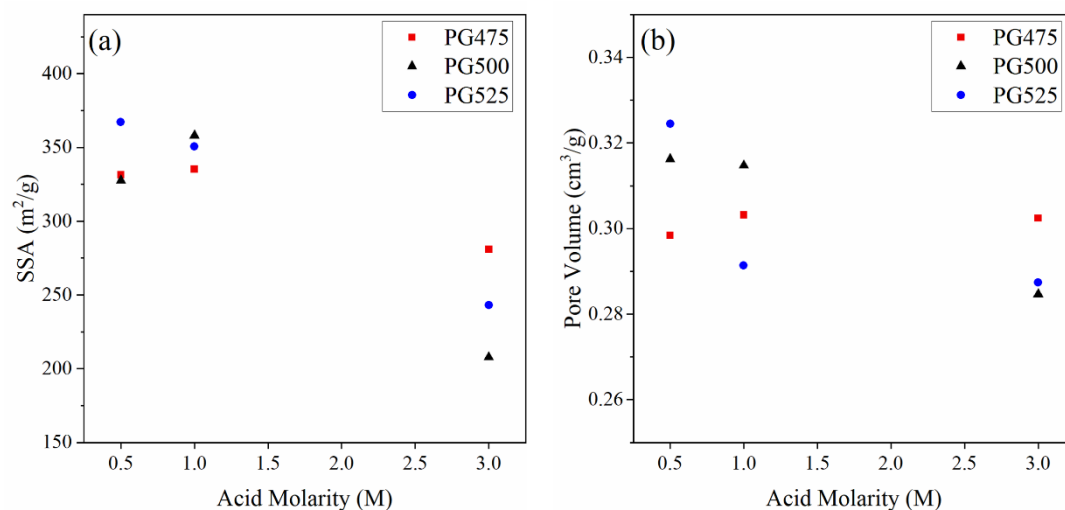 (a)
PG475
PG500
PG525
400
350
300
250
200
150
SSA (m²/g)
0.5 1.0 1.5 2.0 2.5 3.0
Acid Molarity (M)
(b)
PG475
PG500
PG525
0.34
0.32
0.30
0.28
0.26
Pore Volume (cm³/g)
0.5 1.0 1.5 2.0 2.5 3.0
Acid Molarity (M)